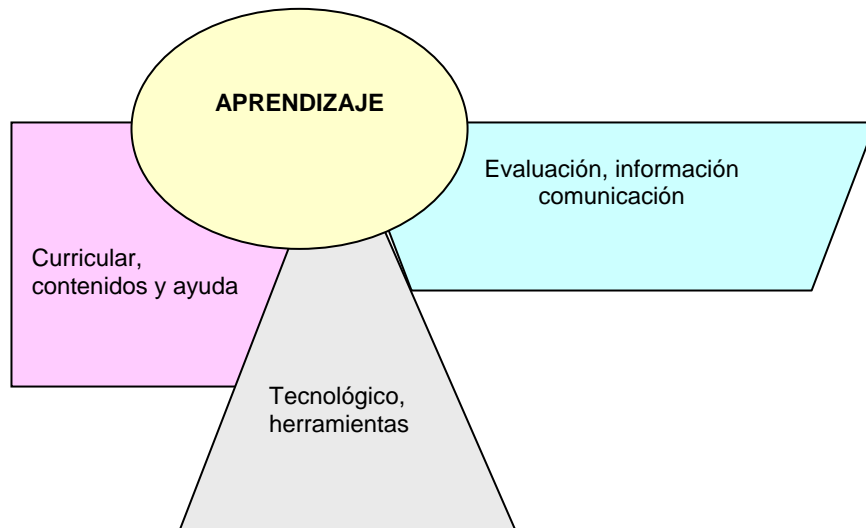 APRENDIZAJE
Evaluación, información
comunicación
Curricular,
contenidos y ayuda
Tecnológico,
herramientas